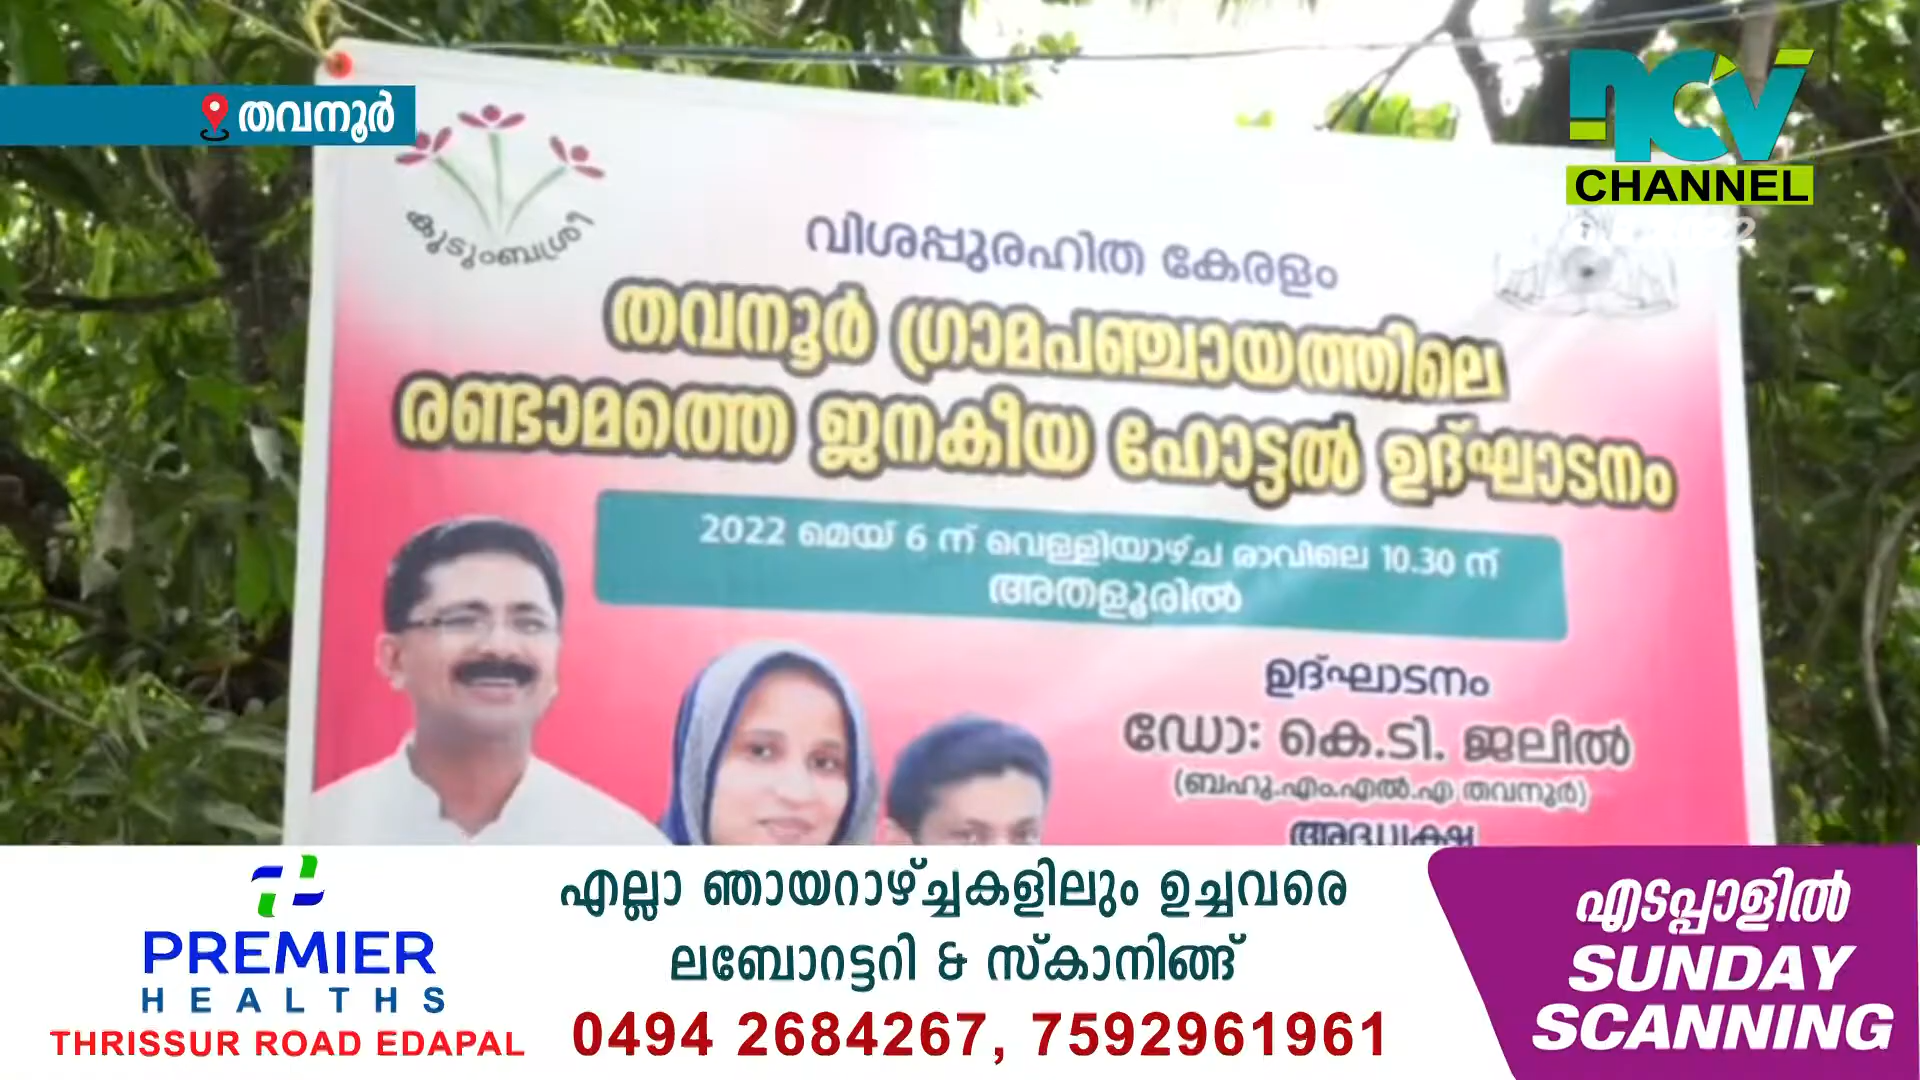 തവനൂർ
ncv
CHANNEL
കുടുംബശ്രീ
വിശപ്പുരഹിത കേരളം
തവനൂർ ഗ്രാമപഞ്ചായത്തിലെ
രണ്ടാമത്തെ ജനകീയ ഹോട്ടൽ ഉദ്ഘാടനം
2022 മെയ് 6 ന് വെള്ളിയാഴ്ച രാവിലെ 10.30 ന്
അതളൂരിൽ
ഉദ്ഘാടനം
ഡോ: കെ.ടി. ജലീൽ
(ബഹു.എം.എൽ.എ തവനൂർ)
അദ്ധ്യക്ഷ
PREMIER
HEALTHS
THRISSUR ROAD EDAPAL
എല്ലാ ഞായറാഴ്ച്ചകളിലും ഉച്ചവരെ
ലബോറട്ടറി & സ്കാനിങ്ങ്
0494 2684267, 7592961961
എടപ്പാളിൽ
SUNDAY
SCANNING